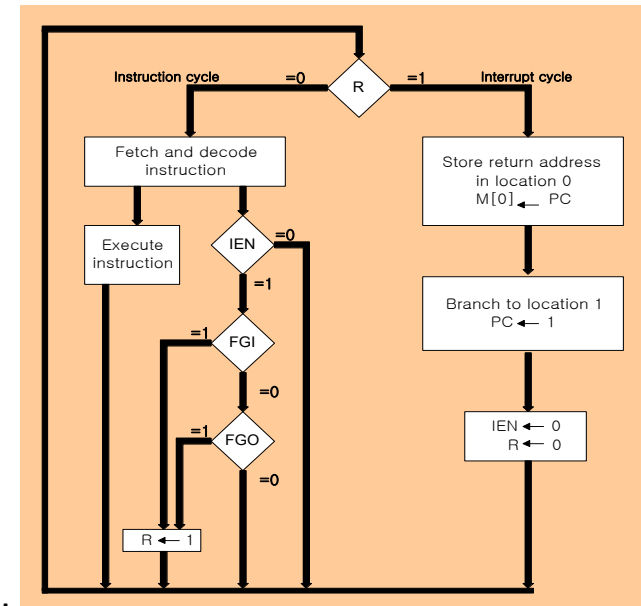 Instruction cycle
=0
R
=1
Interrupt cycle
Fetch and decode
instruction
Store return address
in location 0
M[0] ← PC
Execute
instruction
IEN
=0
=1
Branch to location 1
PC ← 1
=1
FGI
=0
=1
FGO
=0
IEN ← 0
R ← 0
R ← 1